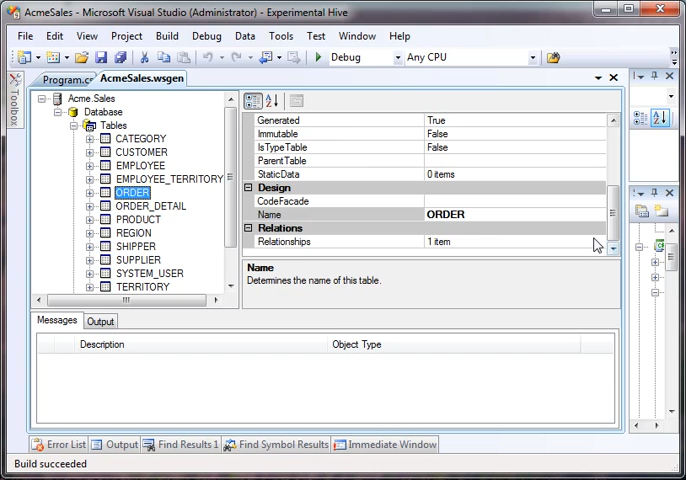 AcmeSales - Microsoft Visual Studio (Administrator) - Experimental Hive
File Edit View Project Build Debug Data Tools Test Window Help
Debug Any CPU
Toolbox
Program.cs AcmeSales.wsgen
Acme.Sales
Database
Tables
CATEGORY
CUSTOMER
EMPLOYEE
EMPLOYEE_TERRITORY
ORDER
ORDER_DETAIL
PRODUCT
REGION
SHIPPER
SUPPLIER
SYSTEM_USER
TERRITORY
Generated True
Immutable False
IsTypeTable False
ParentTable
StaticData 0 items
Design
CodeFacade
Name ORDER
Relations
Relationships 1 item
Name
Determines the name of this table.
Messages Output
Description Object Type
Error List Output Find Results 1 Find Symbol Results Immediate Window
Build succeeded